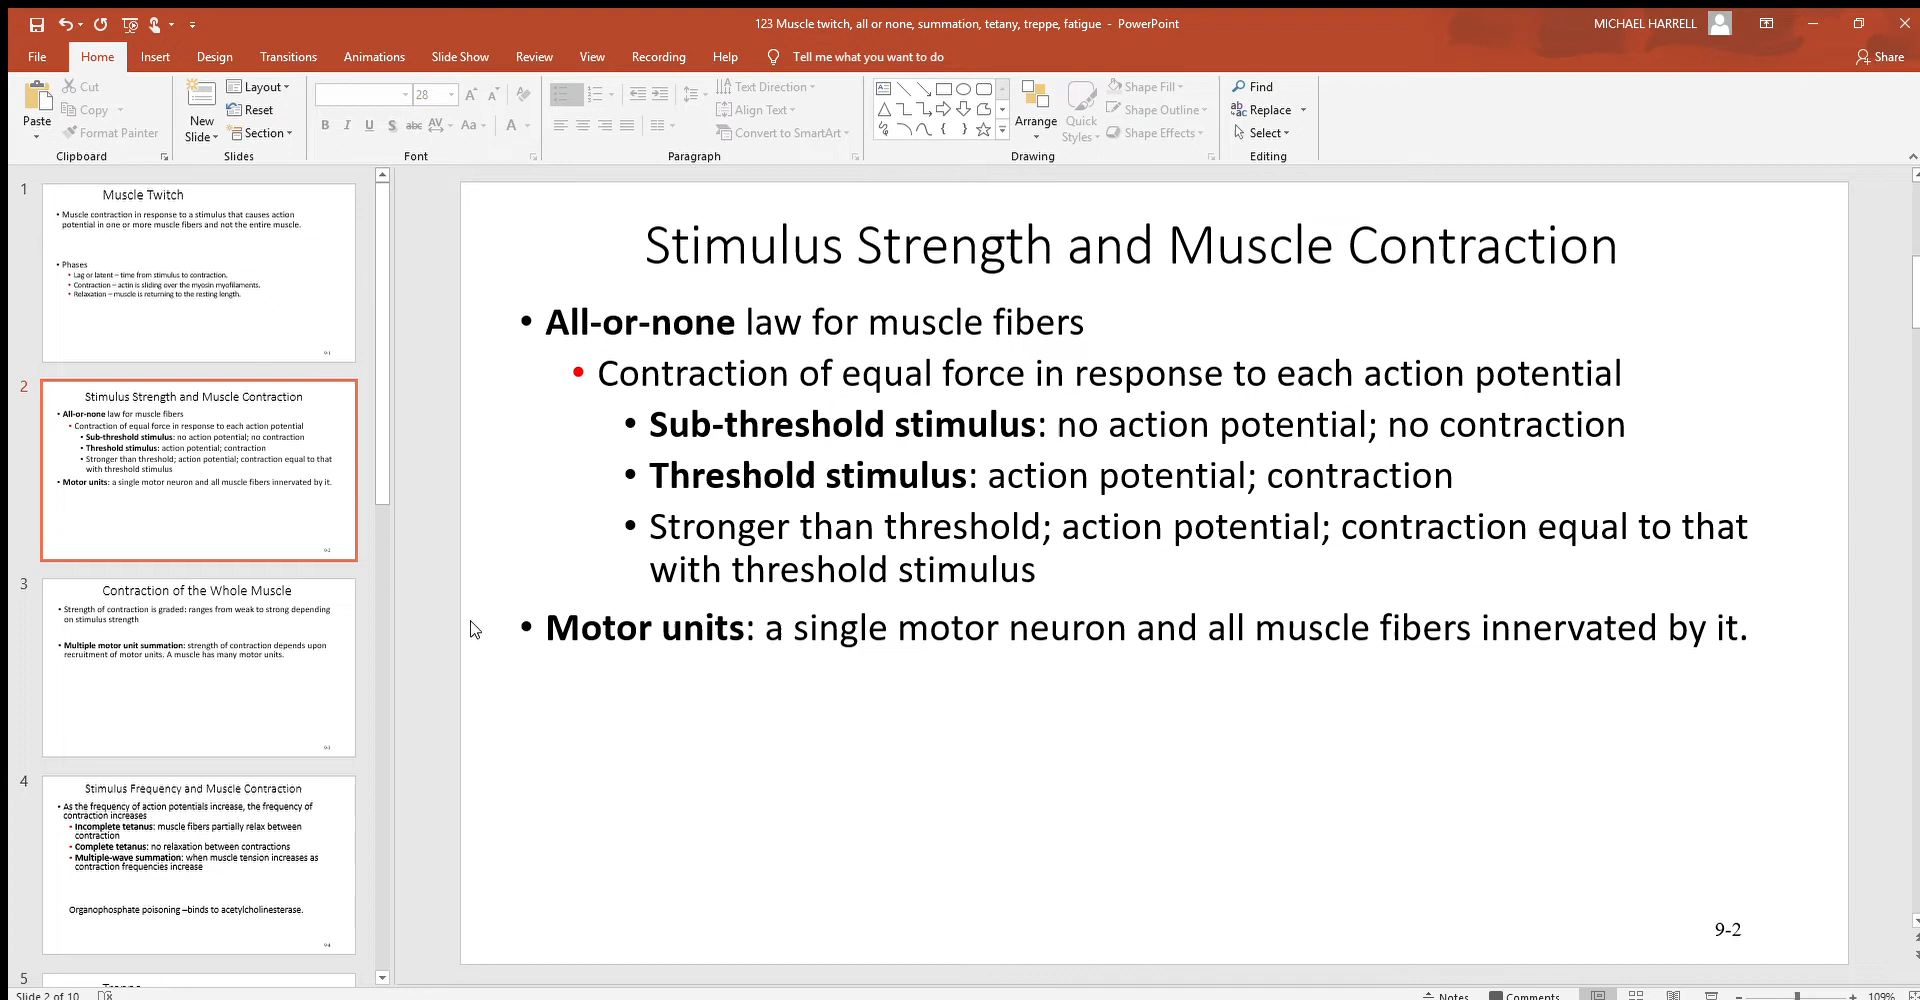 123 Muscle twitch, all or none, summation, tetany, treppe, fatigue - PowerPoint
MICHAEL HARRELL
File Home Insert Design Transitions Animations Slide Show Review View Recording Help Tell me what you want to do
Share
Paste
Cut
Copy
Format Painter
Clipboard
New Slide
Layout
Reset
Section
Slides
28
B I U S abc AV Aa A
Font
Text Direction
Align Text
Convert to SmartArt
Paragraph
Arrange
Quick Styles
Shape Fill
Shape Outline
Shape Effects
Drawing
Find
Replace
Select
Editing
1
Muscle Twitch
• Muscle contraction in response to a stimulus that causes action
potential in one or more muscle fibers and not the entire muscle.
• Phases
• Lag or latent – time from stimulus to contraction.
• Contraction – actin is sliding over the myosin myofilaments.
• Relaxation – muscle is returning to the resting length.
9-1
2
Stimulus Strength and Muscle Contraction
• All-or-none law for muscle fibers
• Contraction of equal force in response to each action potential
• Sub-threshold stimulus: no action potential; no contraction
• Threshold stimulus: action potential; contraction
• Stronger than threshold; action potential; contraction equal to that
with threshold stimulus
• Motor units: a single motor neuron and all muscle fibers innervated by it.
9-2
3
Contraction of the Whole Muscle
• Strength of contraction is graded: ranges from weak to strong depending
on stimulus strength
• Multiple motor unit summation: strength of contraction depends upon
recruitment of motor units. A muscle has many motor units.
9-3
4
Stimulus Frequency and Muscle Contraction
• As the frequency of action potentials increase, the frequency of
contraction increases
• Incomplete tetanus: muscle fibers partially relax between
contraction
• Complete tetanus: no relaxation between contractions
• Multiple-wave summation: when muscle tension increases as
contraction frequencies increase
Organophosphate poisoning –binds to acetylcholinesterase.
9-4
5
Stimulus Strength and Muscle Contraction
• All-or-none law for muscle fibers
• Contraction of equal force in response to each action potential
• Sub-threshold stimulus: no action potential; no contraction
• Threshold stimulus: action potential; contraction
• Stronger than threshold; action potential; contraction equal to that
with threshold stimulus
• Motor units: a single motor neuron and all muscle fibers innervated by it.
9-2
Slide 2 of 10
Notes
Comments
109%